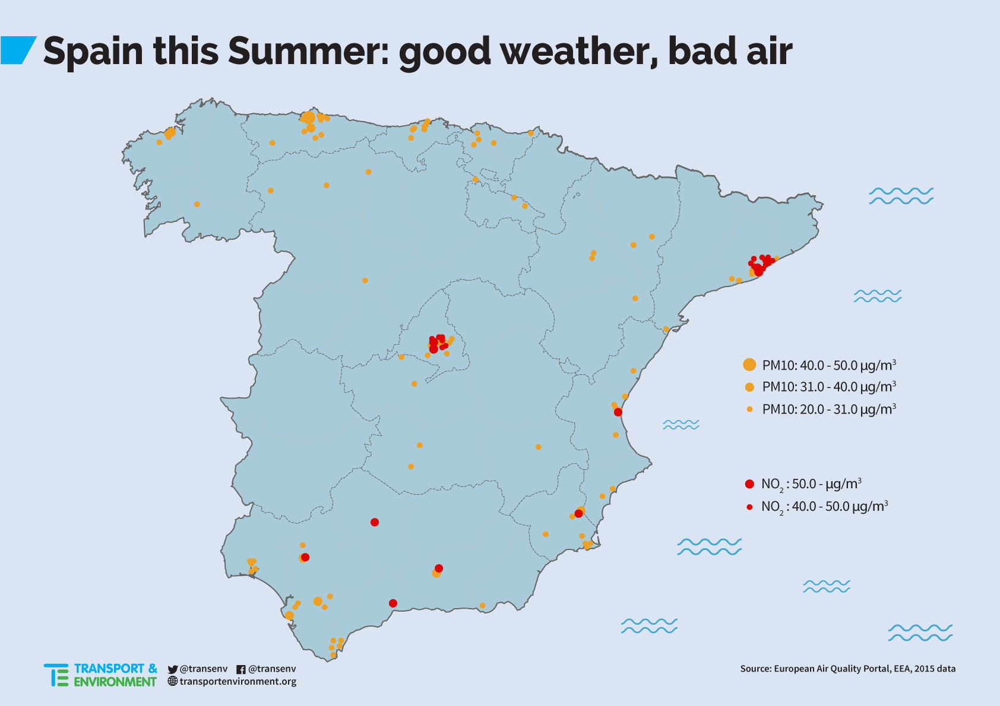 Spain this Summer: good weather, bad air
PM10: 40.0 - 50.0 µg/m³
PM10: 31.0 - 40.0 µg/m³
PM10: 20.0 - 31.0 µg/m³
NO₂ : 50.0 - µg/m³
NO₂ : 40.0 - 50.0 µg/m³
TRANSPORT &
ENVIRONMENT
@transenv @transenv
transportenvironment.org
Source: European Air Quality Portal, EEA, 2015 data